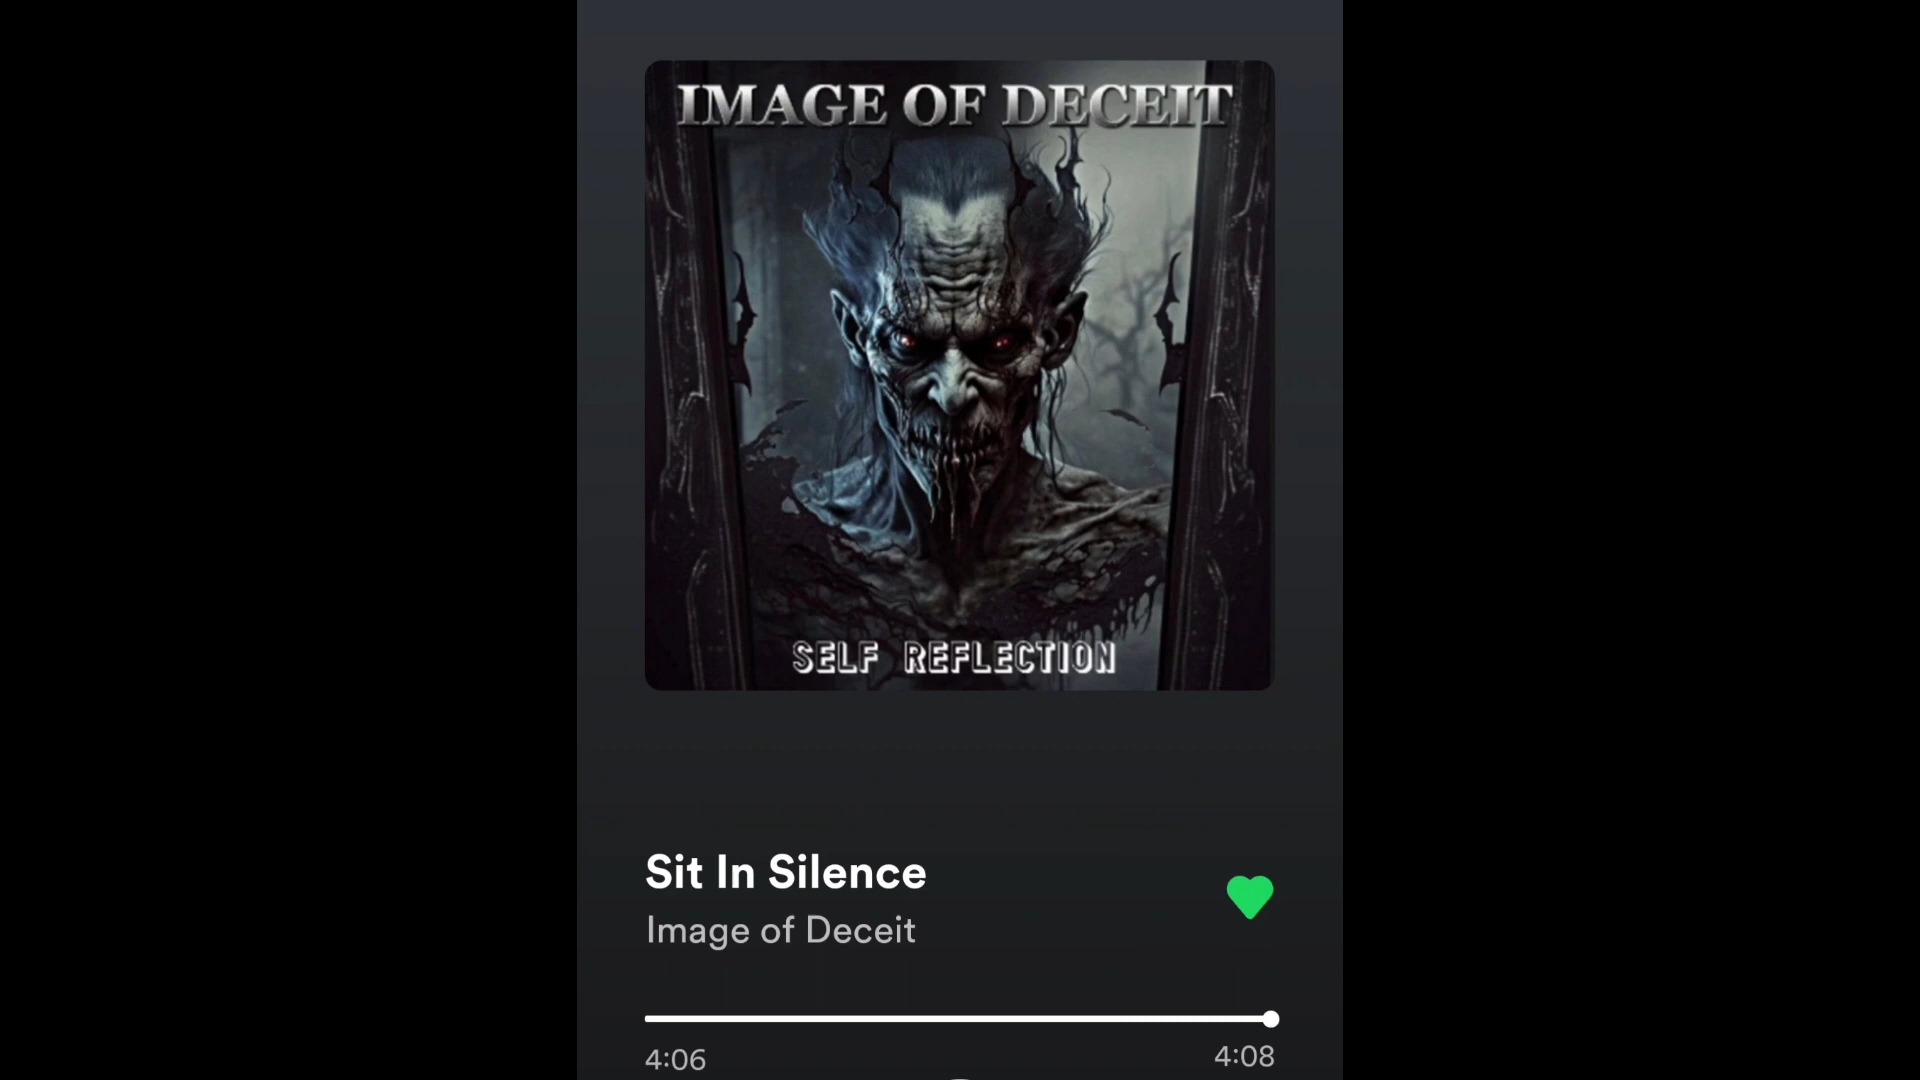 IMAGE OF DECEIT
SELF REFLECTION
Sit In Silence
Image of Deceit
4:06
4:08